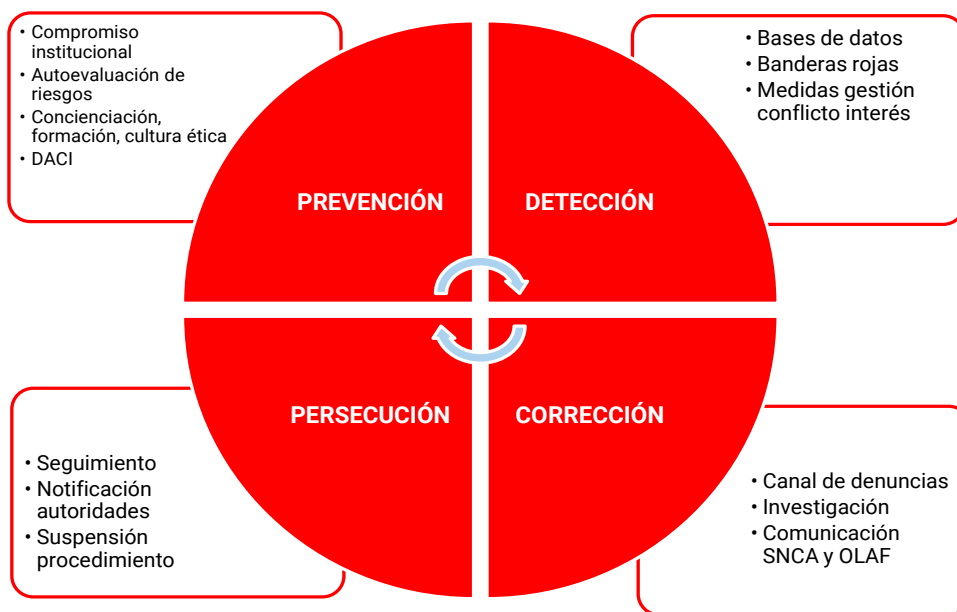 • Compromiso
institucional
• Autoevaluación de
riesgos
• Concienciación,
formación, cultura ética
• DACI
PREVENCIÓN
• Bases de datos
• Banderas rojas
• Medidas gestión
conflicto interés
DETECCIÓN
• Seguimiento
• Notificación
autoridades
• Suspensión
procedimiento
PERSECUCIÓN
• Canal de denuncias
• Investigación
• Comunicación
SNCA y OLAF
CORRECCIÓN